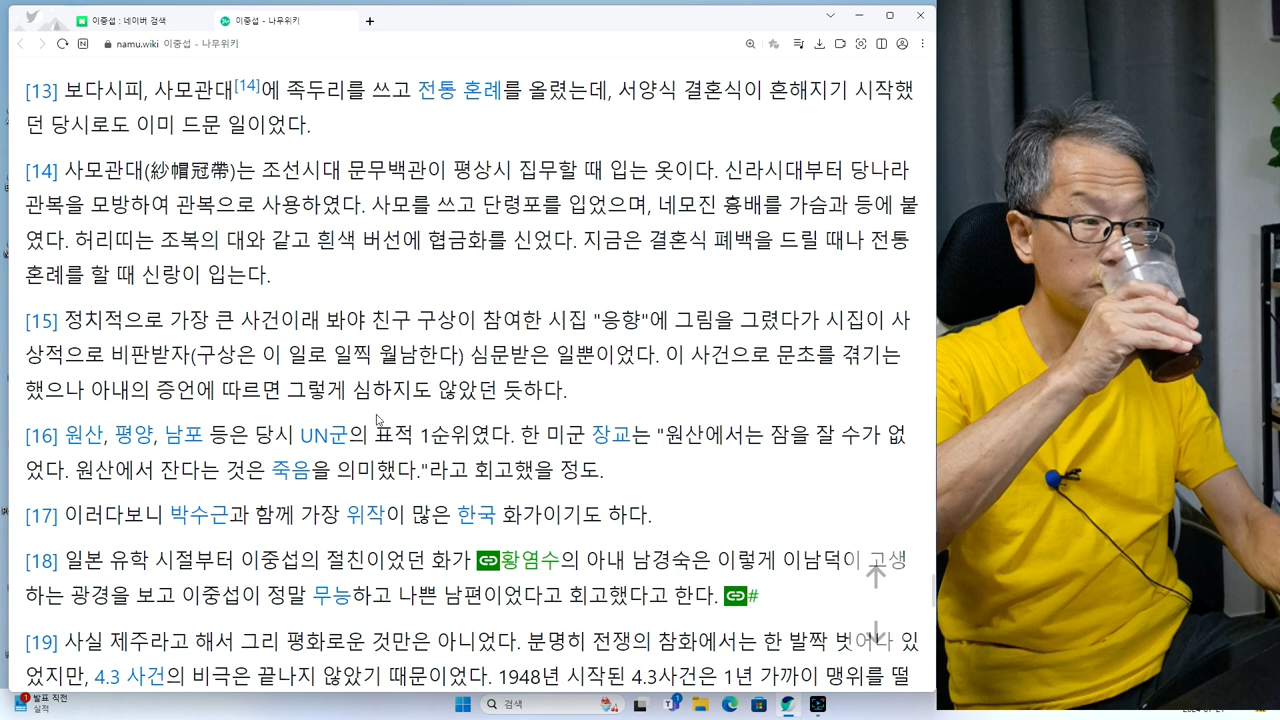 이중섭 : 네이버 검색
이중섭 - 나무위키
namu.wiki 이중섭 - 나무위키
[13] 보다시피, 사모관대[14]에 족두리를 쓰고 전통 혼례를 올렸는데, 서양식 결혼식이 흔해지기 시작했
던 당시로도 이미 드문 일이었다.
[14] 사모관대(紗帽冠帶)는 조선시대 문무백관이 평상시 집무할 때 입는 옷이다. 신라시대부터 당나라
관복을 모방하여 관복으로 사용하였다. 사모를 쓰고 단령포를 입었으며, 네모진 흉배를 가슴과 등에 붙
였다. 허리띠는 조복의 대와 같고 흰색 버선에 협금화를 신었다. 지금은 결혼식 폐백을 드릴 때나 전통
혼례를 할 때 신랑이 입는다.
[15] 정치적으로 가장 큰 사건이래 봐야 친구 구상이 참여한 시집 "응향"에 그림을 그렸다가 시집이 사
상적으로 비판받자(구상은 이 일로 일찍 월남한다) 심문받은 일뿐이었다. 이 사건으로 문초를 겪기는
했으나 아내의 증언에 따르면 그렇게 심하지도 않았던 듯하다.
[16] 원산, 평양, 남포 등은 당시 UN군의 표적 1순위였다. 한 미군 장교는 "원산에서는 잠을 잘 수가 없
었다. 원산에서 잔다는 것은 죽음을 의미했다."라고 회고했을 정도.
[17] 이러다보니 박수근과 함께 가장 위작이 많은 한국 화가이기도 하다.
[18] 일본 유학 시절부터 이중섭의 절친이었던 화가 황염수의 아내 남경숙은 이렇게 이남덕이 고생
하는 광경을 보고 이중섭이 정말 무능하고 나쁜 남편이었다고 회고했다고 한다. #
[19] 사실 제주라고 해서 그리 평화로운 것만은 아니었다. 분명히 전쟁의 참화에서는 한 발짝 벗어나 있
었지만, 4.3 사건의 비극은 끝나지 않았기 때문이었다. 1948년 시작된 4.3사건은 1년 가까이 맹위를 떨
발표 직전
실적
검색